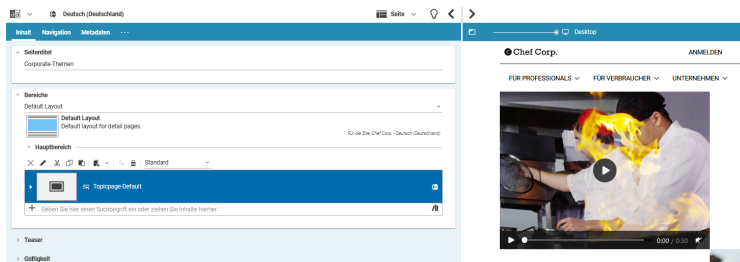 Deutsch (Deutschland)
Seite
Inhalt Navigation Metadaten ...
Seitentitel
Corporate-Themen
Bereiche
Default Layout
Default Layout
Default layout for detail pages.
Für die Site: Chef Corp. - Deutsch (Deutschland)
Hauptbereich
Standard
Topicpage-Default
Geben Sie hier einen Suchbegriff ein oder ziehen Sie Inhalte hierher.
Teaser
Gültigkeit
Desktop
Chef Corp.
ANMELDEN
FÜR PROFESSIONALS FÜR VERBRAUCHER UNTERNEHMEN
0:00 / 0:30